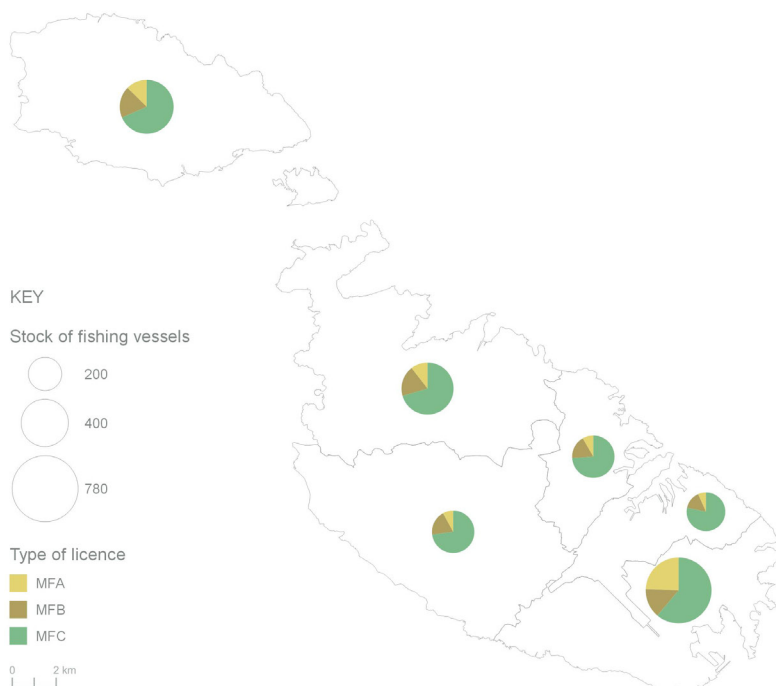 KEY
Stock of fishing vessels
200
400
780
Type of licence
MFA
MFB
MFC
0 2 km